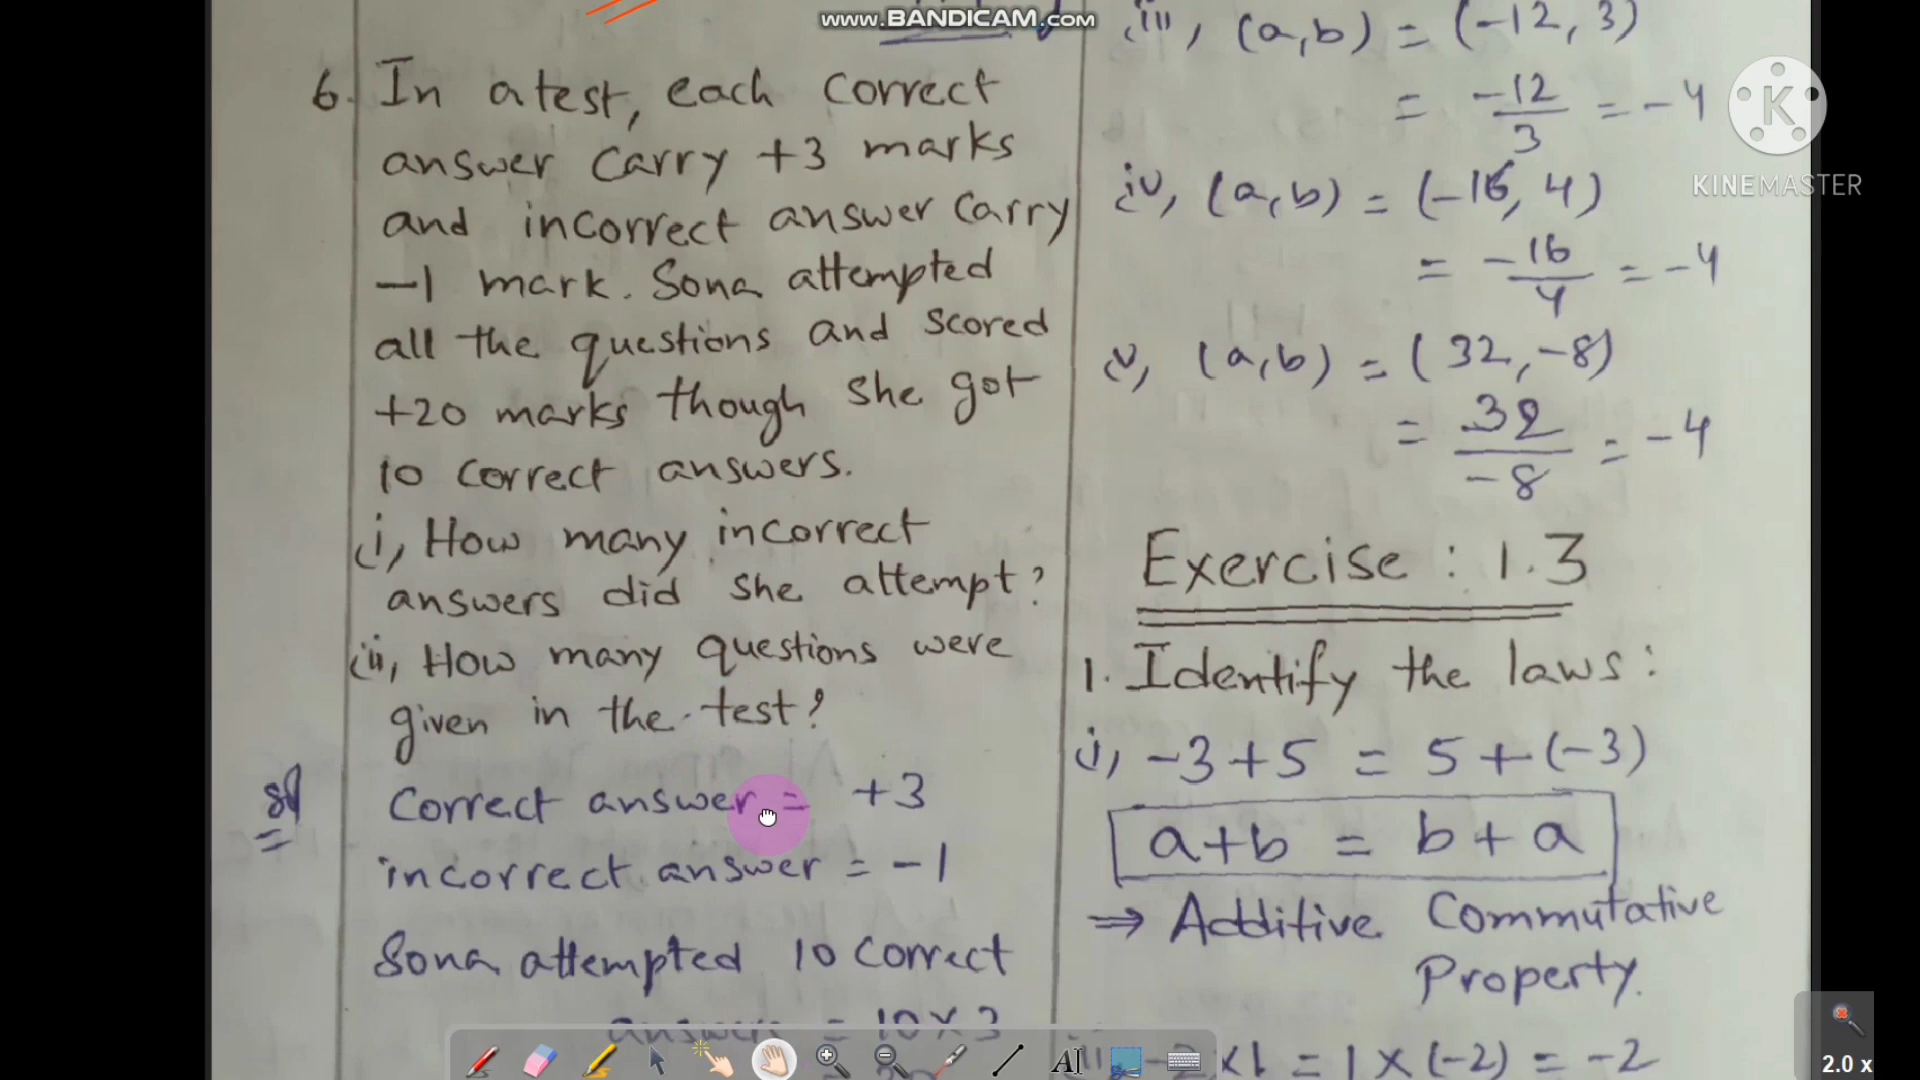 www.BANDICAM.com
KINEMASTER
6. In a test, each correct
answer carry +3 marks
and incorrect answer carry
-1 mark. Sona attempted
all the questions and scored
+20 marks though she got
10 correct answers.
(i, How many incorrect
answers did she attempt?
(ii, How many questions were
given in the test?
Sol
Correct answer = +3
incorrect answer = -1
Sona attempted 10 correct
answer = 10 x 3
(iii, (a,b) = (-12, 3)
= -12/3 = -4
(iv, (a,b) = (-16, 4)
= -16/4 = -4
(v, (a,b) = (32, -8)
= 32/-8 = -4
Exercise : 1.3
1. Identify the laws:
(i, -3+5 = 5+(-3)
a+b = b+a
⇒ Additive Commutative
Property.
-2 x 1 = 1 x (-2) = -2
2.0 x